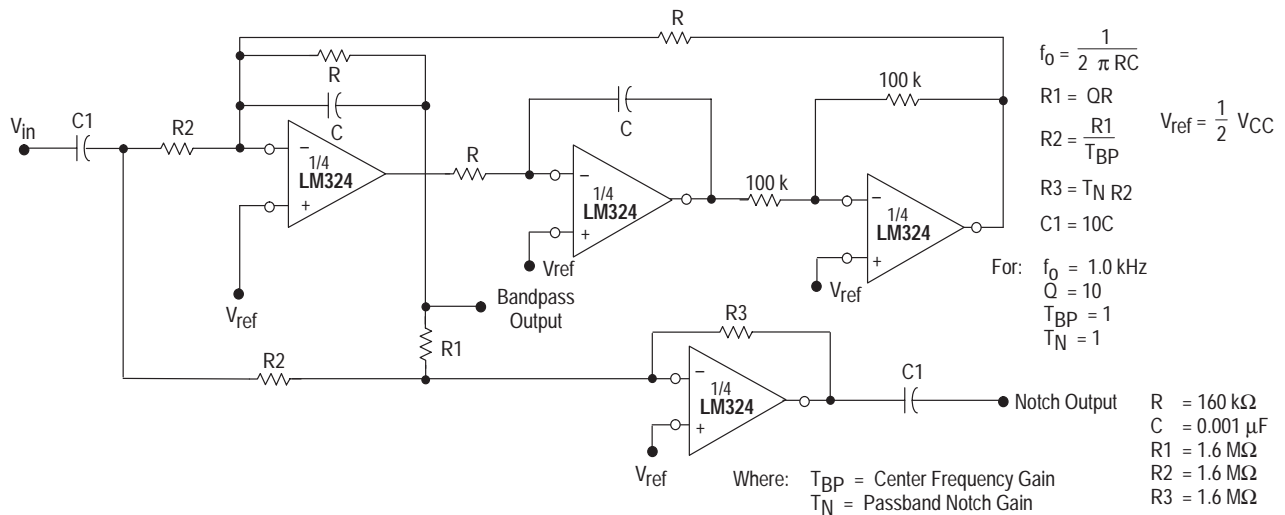 R
R
C
C1
V_in
R2
1/4
LM324
−
+
V_ref
R
C
1/4
LM324
−
+
V_ref
100 k
100 k
1/4
LM324
−
+
V_ref
Bandpass
Output
R1
R2
R3
1/4
LM324
−
+
V_ref
C1
Notch Output
f_o = 1 / 2 π RC
R1 = QR
R2 = R1 / T_BP
R3 = T_N R2
C1 = 10C
V_ref = 1/2 V_CC
For: f_o = 1.0 kHz
Q = 10
T_BP = 1
T_N = 1
R = 160 kΩ
C = 0.001 µF
R1 = 1.6 MΩ
R2 = 1.6 MΩ
R3 = 1.6 MΩ
Where: T_BP = Center Frequency Gain
T_N = Passband Notch Gain